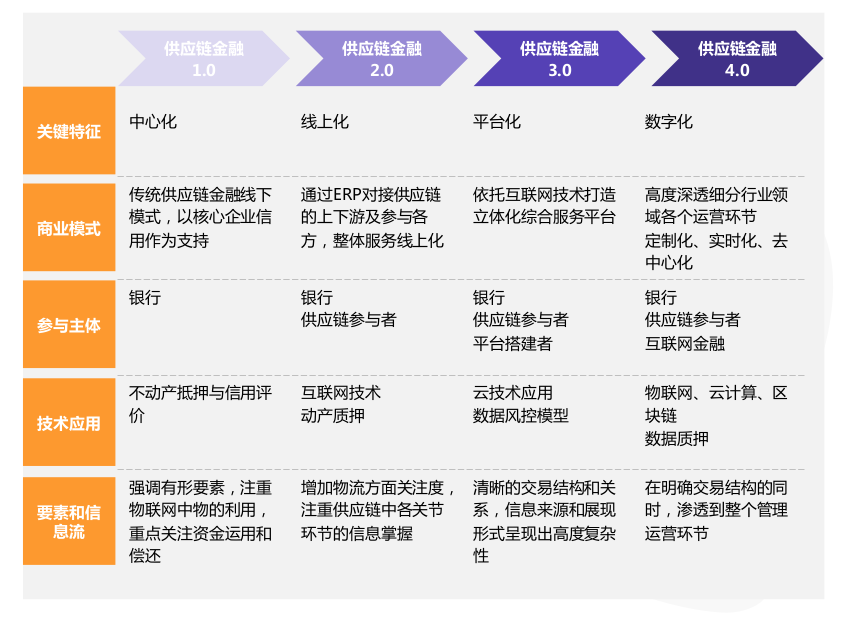 供应链金融
1.0
供应链金融
2.0
供应链金融
3.0
供应链金融
4.0
关键特征
中心化
线上化
平台化
数字化
商业模式
传统供应链金融线下
模式，以核心企业信
用作为支持
通过ERP对接供应链
的上下游及参与各
方，整体服务线上化
依托互联网技术打造
立体化综合服务平台
高度深透细分行业领
域各个运营环节
定制化、实时化、去
中心化
参与主体
银行
银行
供应链参与者
银行
供应链参与者
平台搭建者
银行
供应链参与者
互联网金融
技术应用
不动产抵押与信用评
价
互联网技术
动产质押
云技术应用
数据风控模型
物联网、云计算、区
块链
数据质押
要素和信
息流
强调有形要素，注重
物联网中物的利用，
重点关注资金运用和
偿还
增加物流方面关注度，
注重供应链中各关节
环节的信息掌握
清晰的交易结构和关
系，信息来源和展现
形式呈现出高度复杂
性
在明确交易结构的同
时，渗透到整个管理
运营环节